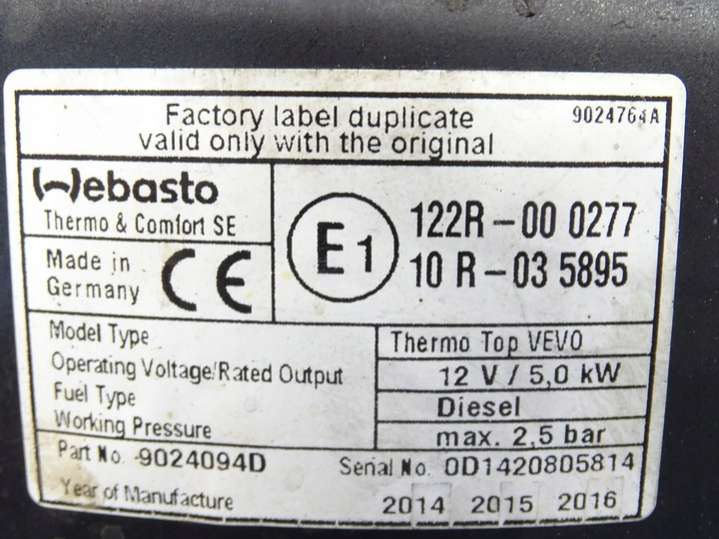 Factory label duplicate 9024764A
valid only with the original
Webasto
Thermo & Comfort SE
Made in
Germany
CE
E1
122R-00 0277
10 R-03 5895
Model Type Thermo Top VEVO
Operating Voltage/Rated Output 12 V / 5,0 kW
Fuel Type Diesel
Working Pressure max. 2,5 bar
Part No. 9024094D Serial No. 0D1420805814
Year of Manufacture 2014 2015 2016